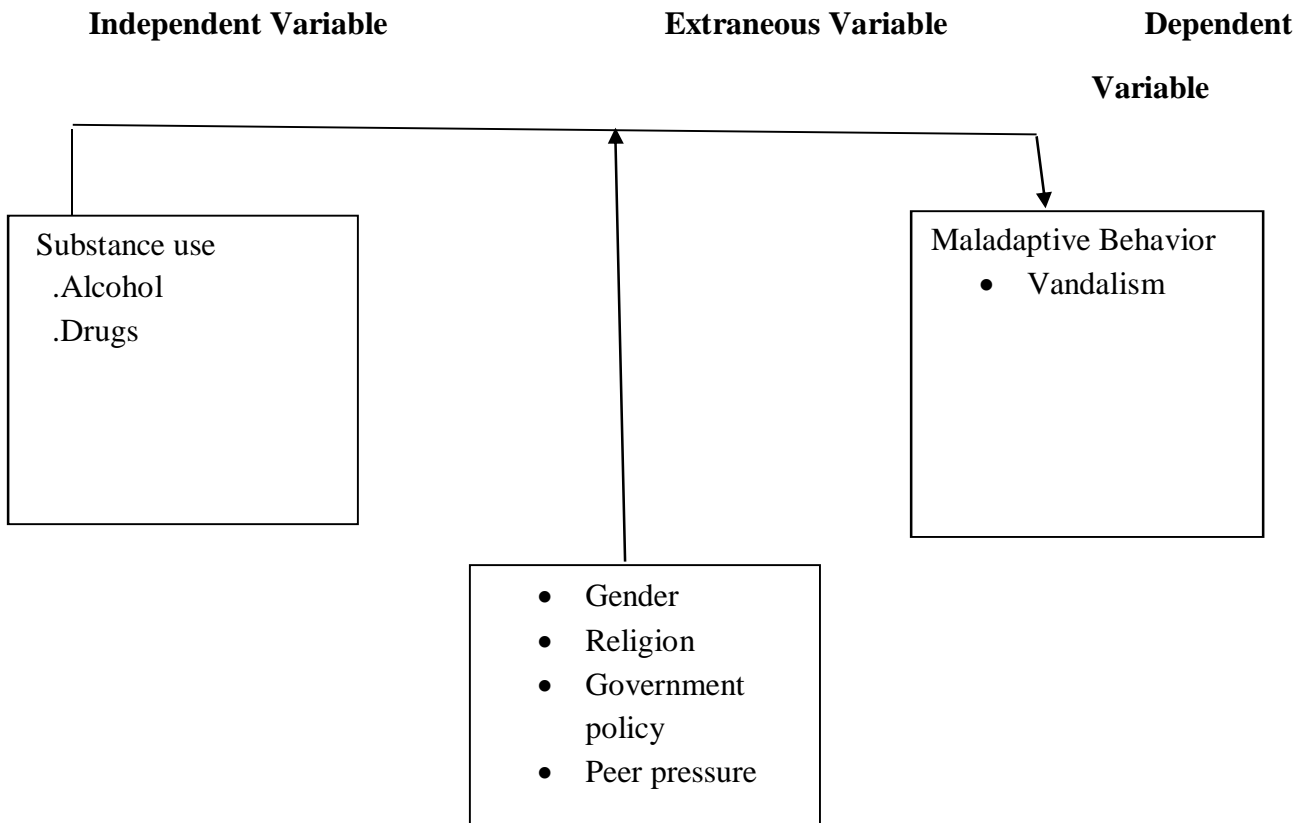 Independent Variable Extraneous Variable Dependent
Variable
Substance use
.Alcohol
.Drugs
Maladaptive Behavior
• Vandalism
• Gender
• Religion
• Government
policy
• Peer pressure